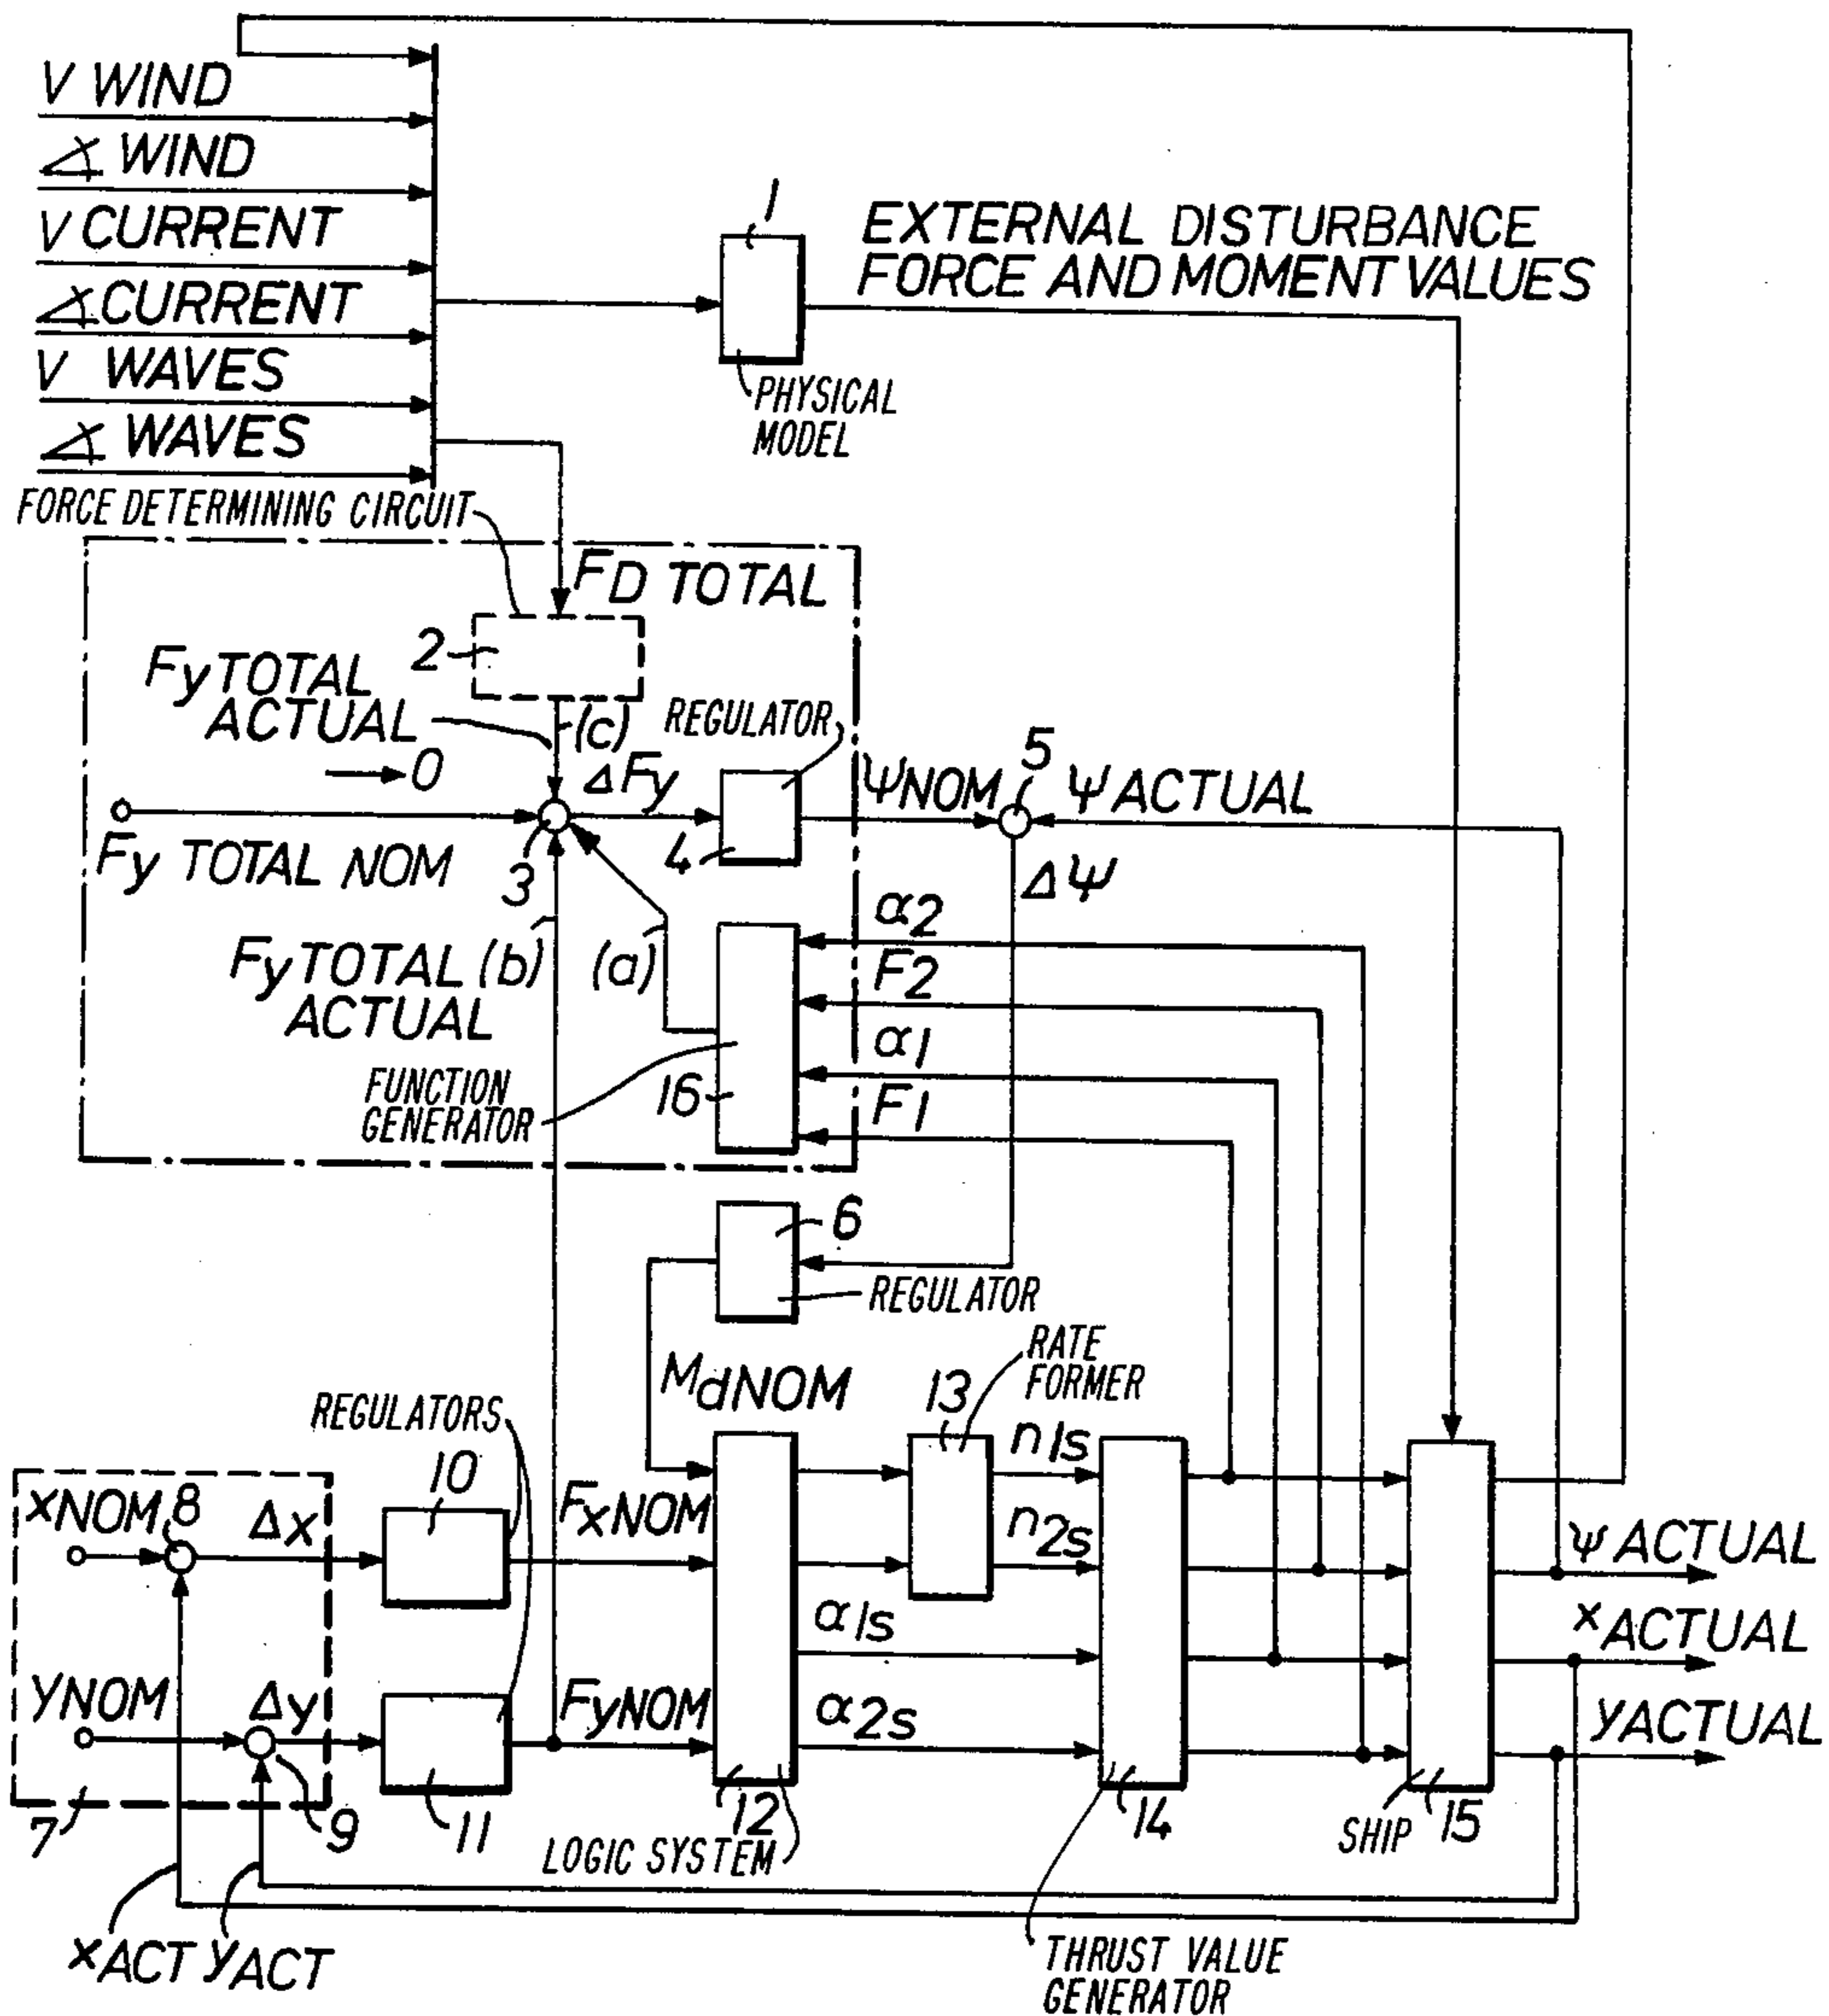 V WIND
∡ WIND
V CURRENT
∡ CURRENT
V WAVES
∡ WAVES
1
EXTERNAL DISTURBANCE
FORCE AND MOMENT VALUES
PHYSICAL
MODEL
FORCE DETERMINING CIRCUIT
FD TOTAL
2
Fy TOTAL
ACTUAL
(c)
REGULATOR
→ 0
ΔFy
ΨNOM
5
Ψ ACTUAL
Fy TOTAL NOM
3
4
ΔΨ
α2
Fy TOTAL
ACTUAL
(b)
(a)
F2
α1
FUNCTION
GENERATOR
16
F1
6
REGULATOR
MdNOM
RATE
FORMER
13
REGULATORS
n1s
10
xNOM
8
Δx
FxNOM
n2s
Ψ ACTUAL
α1s
xACTUAL
yNOM
Δy
FyNOM
α2s
yACTUAL
7
9
11
12
LOGIC SYSTEM
14
SHIP
15
xACT
yACT
THRUST VALUE
GENERATOR